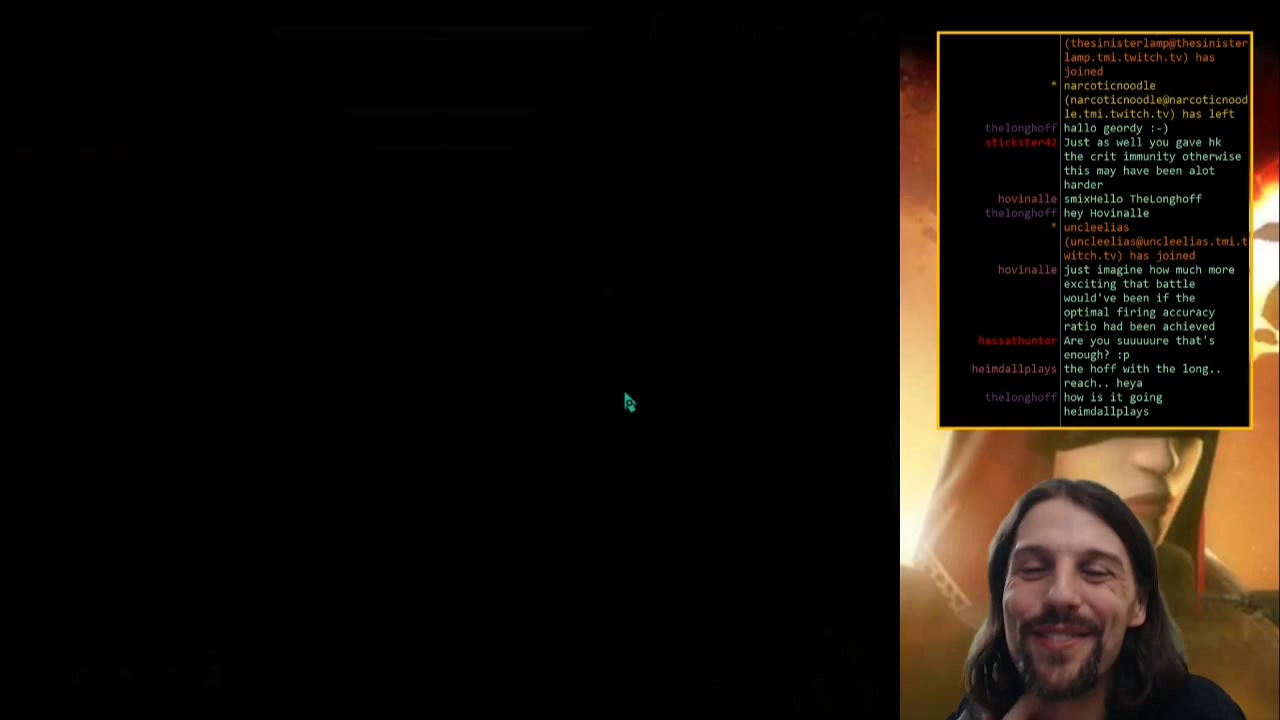 (thesinisterlamp@thesinister
lamp.tmi.twitch.tv) has
joined
* narcoticnoodle
(narcoticnoodle@narcoticnood
le.tmi.twitch.tv) has left
thelonghoff hallo geordy :-)
stickster42 Just as well you gave hk
the crit immunity otherwise
this may have been alot
harder
hovinalle smixHello TheLonghoff
thelonghoff hey Hovinalle
* uncleelias
(uncleelias@uncleelias.tmi.t
witch.tv) has joined
hovinalle just imagine how much more
exciting that battle
would've been if the
optimal firing accuracy
ratio had been achieved
hassathunter Are you suuuuure that's
enough? :p
heimdallplays the hoff with the long..
reach.. heya
thelonghoff how is it going
heimdallplays